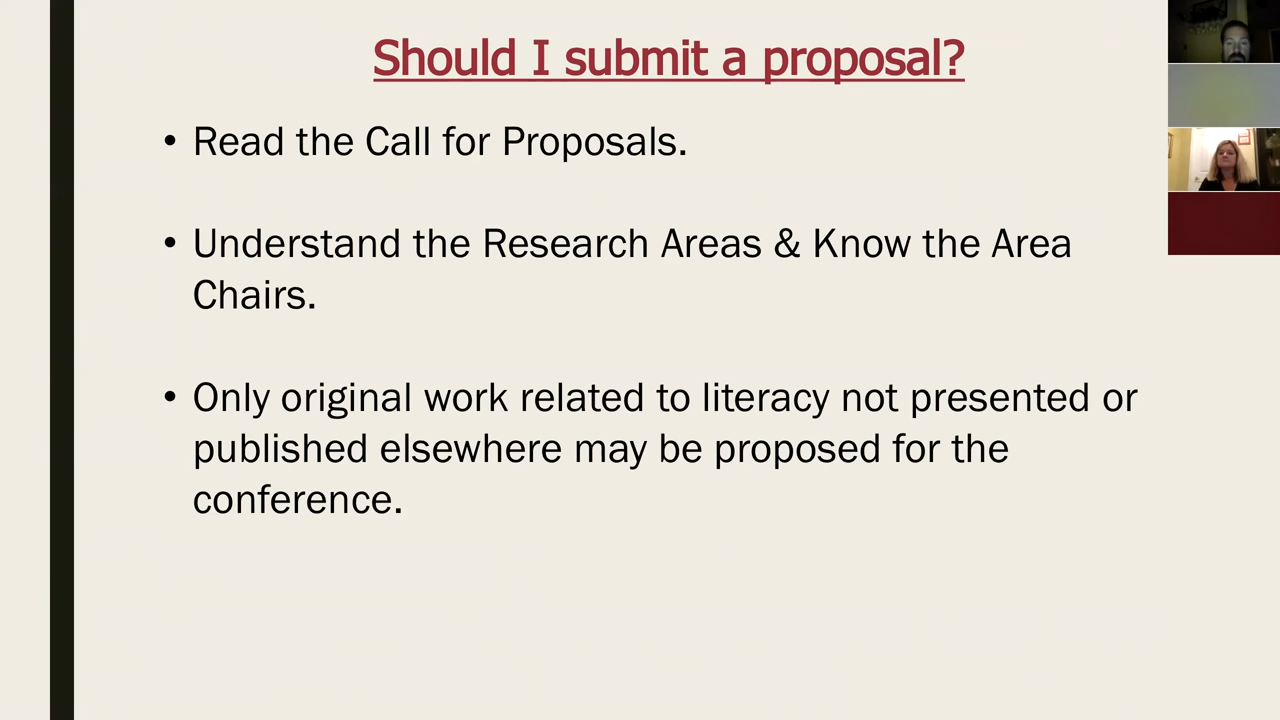 Should I submit a proposal?
• Read the Call for Proposals.
• Understand the Research Areas & Know the Area
Chairs.
• Only original work related to literacy not presented or
published elsewhere may be proposed for the
conference.